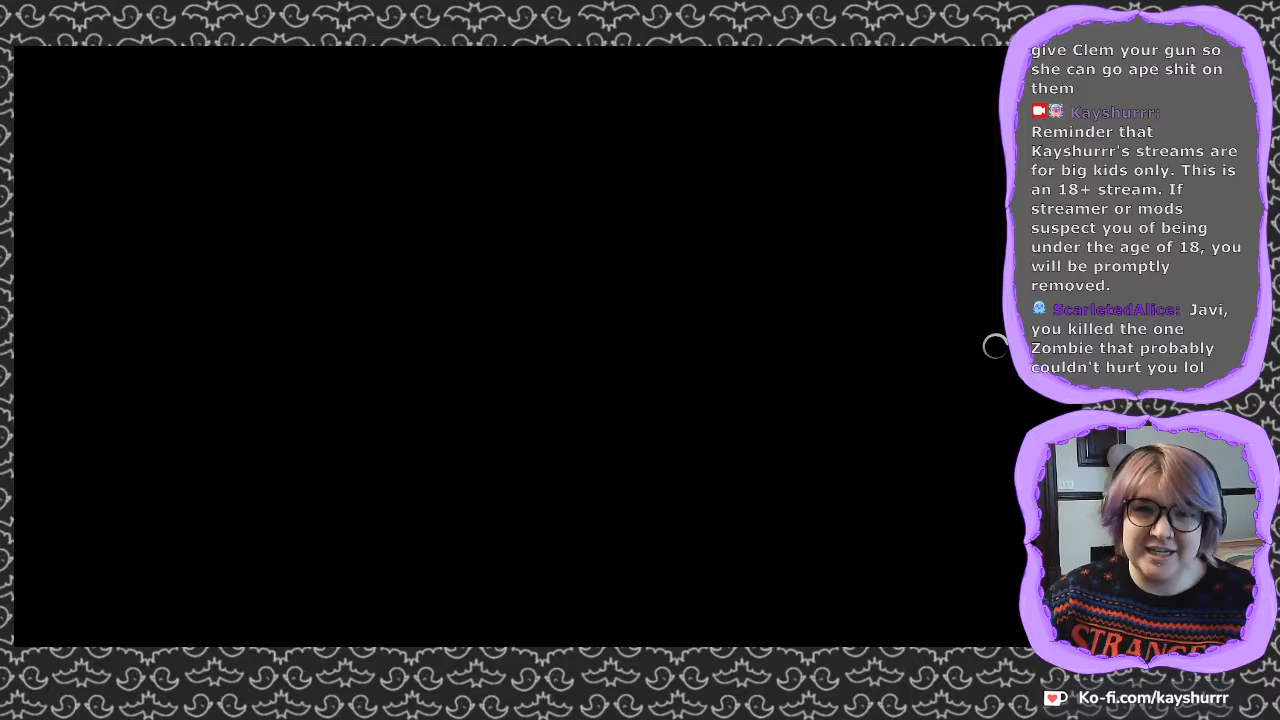 give Clem your gun so
she can go ape shit on
them
Kayshurrr:
Reminder that
Kayshurrr's streams are
for big kids only. This is
an 18+ stream. If
streamer or mods
suspect you of being
under the age of 18, you
will be promptly
removed.
ScarletedAlice: Javi,
you killed the one
Zombie that probably
couldn't hurt you lol
STRANGE
Ko-fi.com/kayshurrr